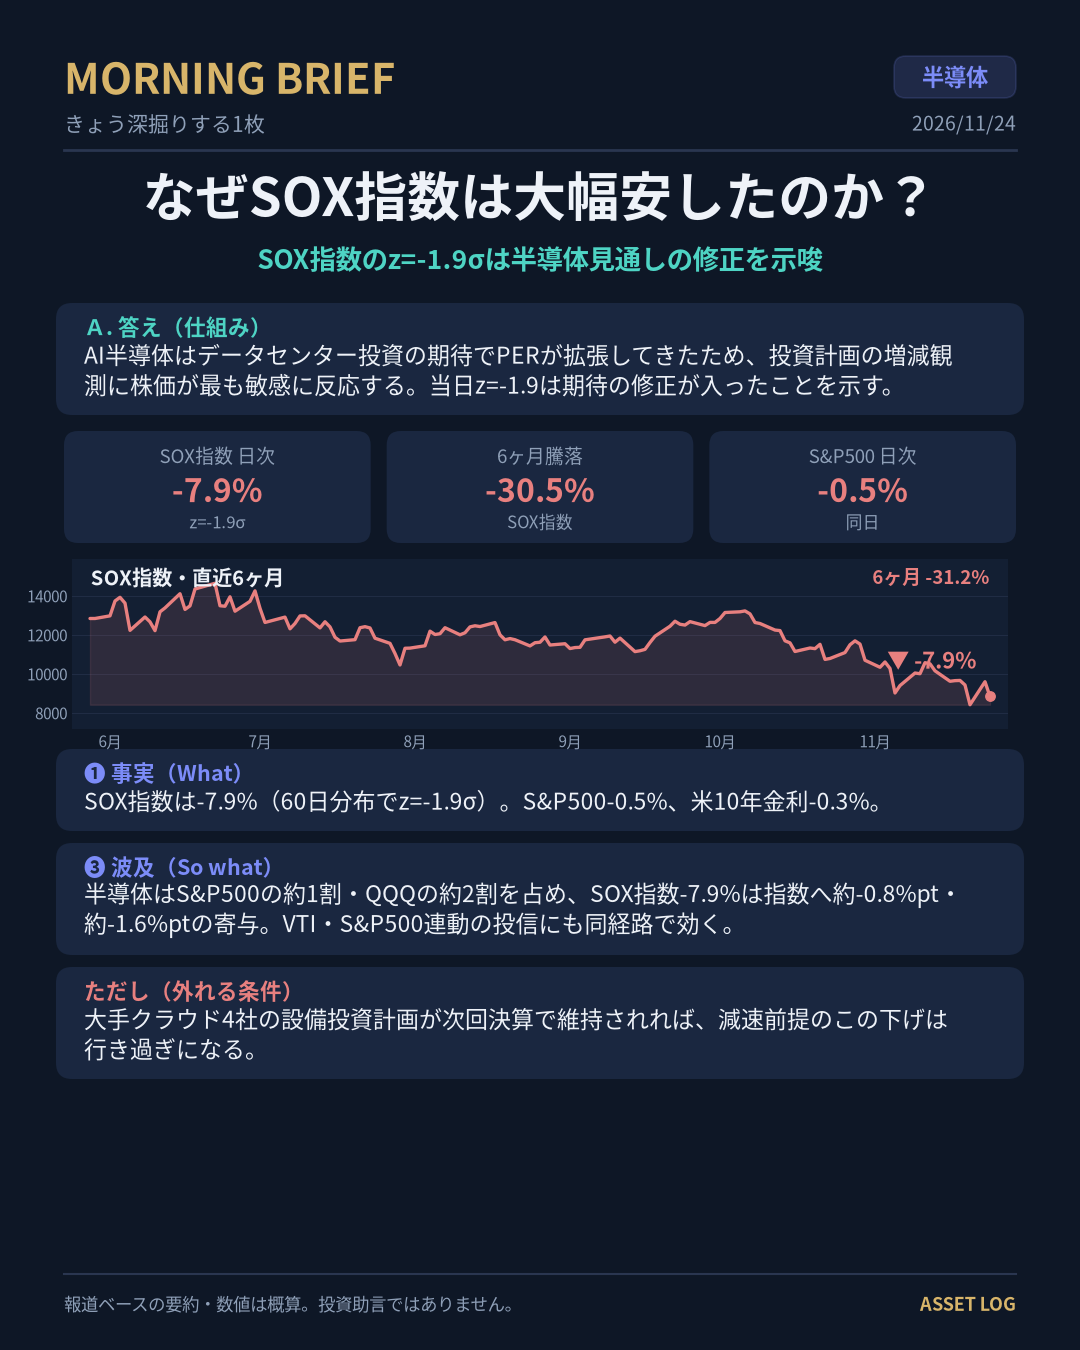 MORNING BRIEF
半導体
きょう深掘りする1枚
2026/11/24
なぜSOX指数は大幅安したのか？
SOX指数のz=-1.9σは半導体見通しの修正を示唆
A. 答え（仕組み）
AI半導体はデータセンター投資の期待でPERが拡張してきたため、投資計画の増減観
測に株価が最も敏感に反応する。当日z=-1.9は期待の修正が入ったことを示す。
SOX指数 日次
-7.9%
z=-1.9σ
6ヶ月騰落
-30.5%
SOX指数
S&P500 日次
-0.5%
同日
SOX指数・直近6ヶ月
6ヶ月 -31.2%
14000
12000
10000
8000
▼ -7.9%
6月 7月 8月 9月 10月 11月
❶ 事実（What）
SOX指数は-7.9%（60日分布でz=-1.9σ）。S&P500-0.5%、米10年金利-0.3%。
❸ 波及（So what）
半導体はS&P500の約1割・QQQの約2割を占め、SOX指数-7.9%は指数へ約-0.8%pt・
約-1.6%ptの寄与。VTI・S&P500連動の投信にも同経路で効く。
ただし（外れる条件）
大手クラウド4社の設備投資計画が次回決算で維持されれば、減速前提のこの下げは
行き過ぎになる。
報道ベースの要約・数値は概算。投資助言ではありません。
ASSET LOG